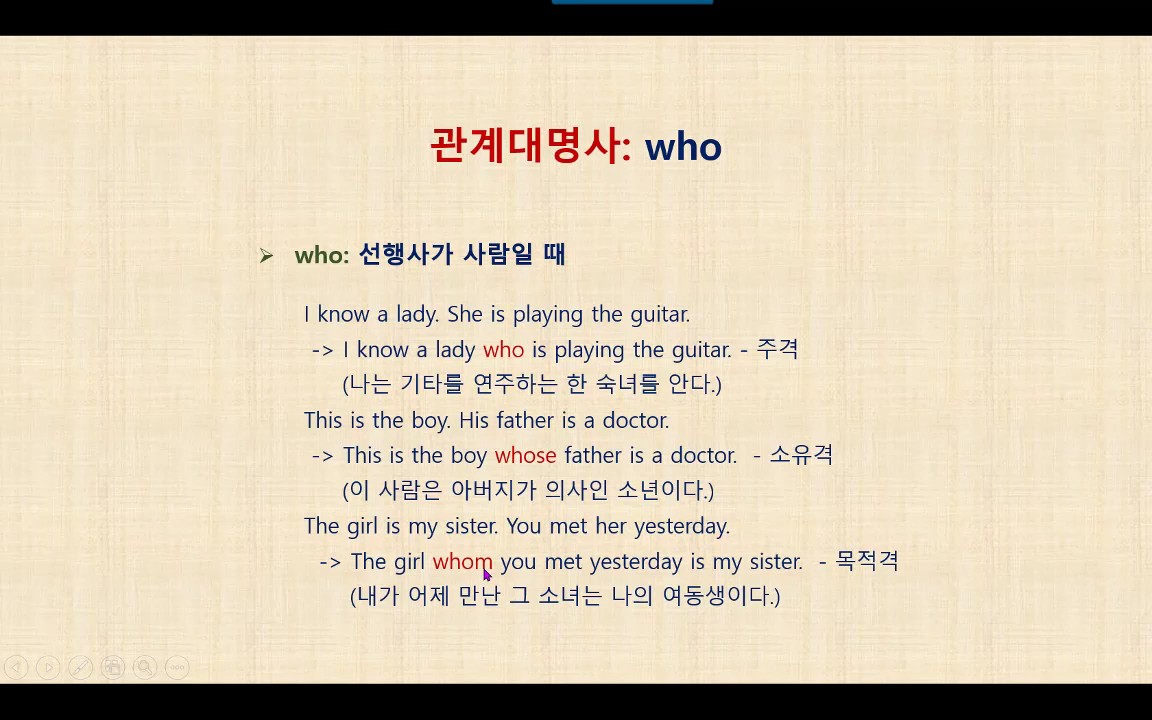 관계대명사: who
who: 선행사가 사람일 때
I know a lady. She is playing the guitar.
-> I know a lady who is playing the guitar. - 주격
(나는 기타를 연주하는 한 숙녀를 안다.)
This is the boy. His father is a doctor.
-> This is the boy whose father is a doctor. - 소유격
(이 사람은 아버지가 의사인 소년이다.)
The girl is my sister. You met her yesterday.
-> The girl whom you met yesterday is my sister. - 목적격
(내가 어제 만난 그 소녀는 나의 여동생이다.)